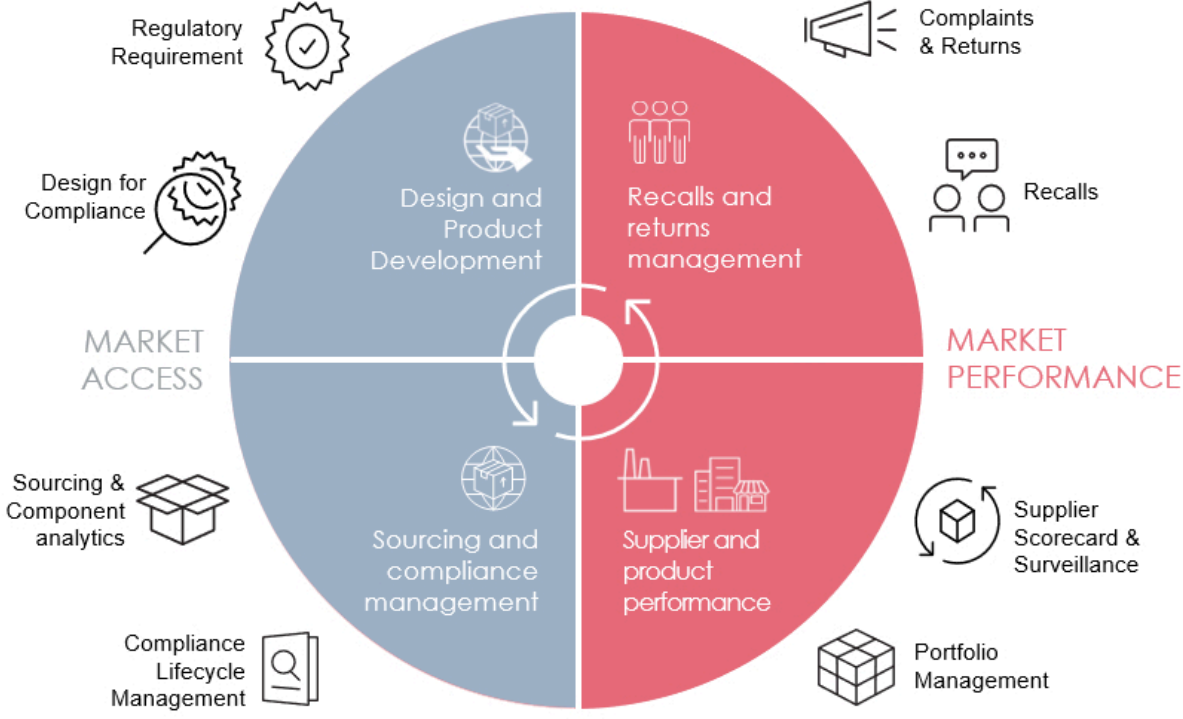 Regulatory
Requirement
Complaints
& Returns
Design for
Compliance
Design and
Product
Development
Recalls and
returns
management
Recalls
MARKET
ACCESS
MARKET
PERFORMANCE
Sourcing &
Component
analytics
Sourcing and
compliance
management
Supplier and
product
performance
Supplier
Scorecard &
Surveillance
Compliance
Lifecycle
Management
Portfolio
Management